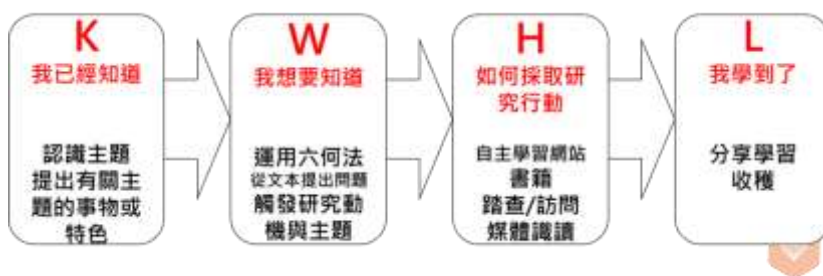 K
我已經知道
認識主題
提出有關主
題的事物或
特色
W
我想要知道
運用六何法
從文本提出問題
觸發研究動
機與主題
H
如何採取研
究行動
自主學習網站
書籍
踏查/訪問
媒體識讀
L
我學到了
分享學習
收穫